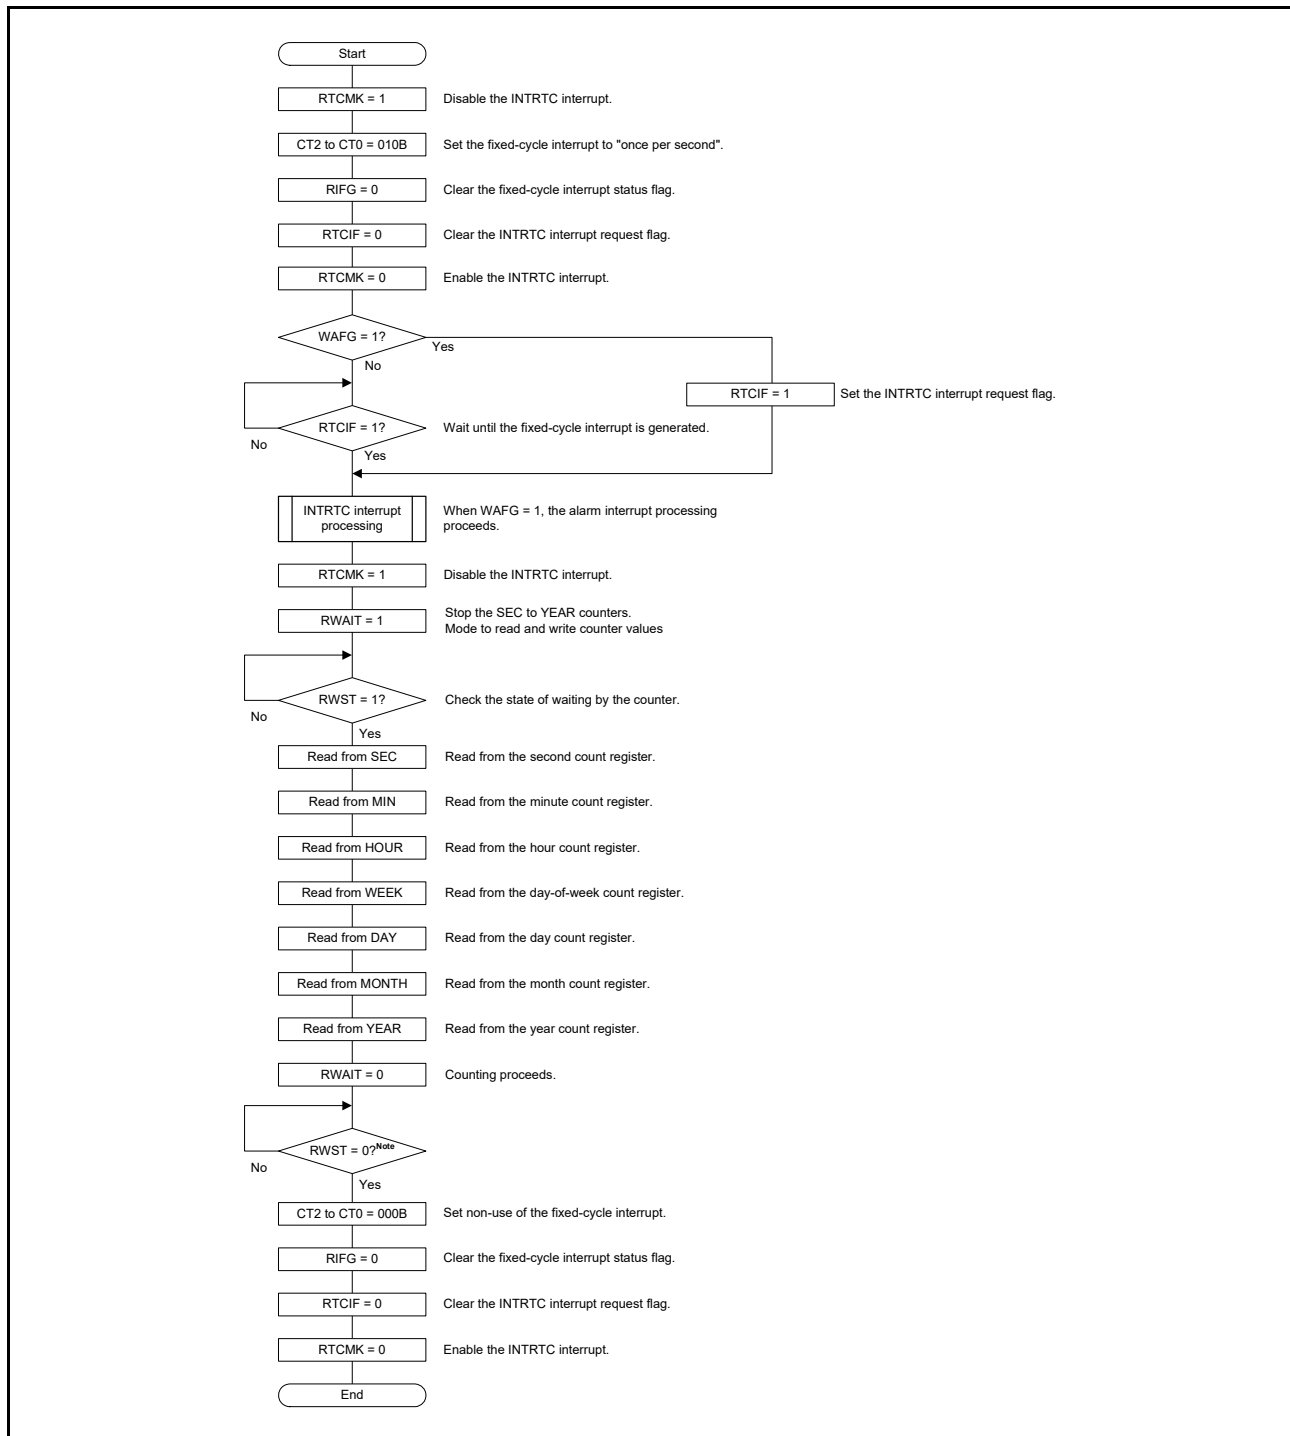 Start
RTCMK = 1
Disable the INTRTC interrupt.
CT2 to CT0 = 010B
Set the fixed-cycle interrupt to "once per second".
RIFG = 0
Clear the fixed-cycle interrupt status flag.
RTCIF = 0
Clear the INTRTC interrupt request flag.
RTCMK = 0
Enable the INTRTC interrupt.
WAFG = 1?
Yes
No
RTCIF = 1
Set the INTRTC interrupt request flag.
RTCIF = 1?
Wait until the fixed-cycle interrupt is generated.
No
Yes
INTRTC interrupt
processing
When WAFG = 1, the alarm interrupt processing
proceeds.
RTCMK = 1
Disable the INTRTC interrupt.
RWAIT = 1
Stop the SEC to YEAR counters.
Mode to read and write counter values
RWST = 1?
Check the state of waiting by the counter.
No
Yes
Read from SEC
Read from the second count register.
Read from MIN
Read from the minute count register.
Read from HOUR
Read from the hour count register.
Read from WEEK
Read from the day-of-week count register.
Read from DAY
Read from the day count register.
Read from MONTH
Read from the month count register.
Read from YEAR
Read from the year count register.
RWAIT = 0
Counting proceeds.
RWST = 0?Note
No
Yes
CT2 to CT0 = 000B
Set non-use of the fixed-cycle interrupt.
RIFG = 0
Clear the fixed-cycle interrupt status flag.
RTCIF = 0
Clear the INTRTC interrupt request flag.
RTCMK = 0
Enable the INTRTC interrupt.
End